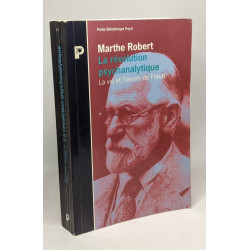 Petite Bibliothèque Payot
P
Marthe Robert
La révolution
psychanalytique
La vie et l'œuvre de Freud